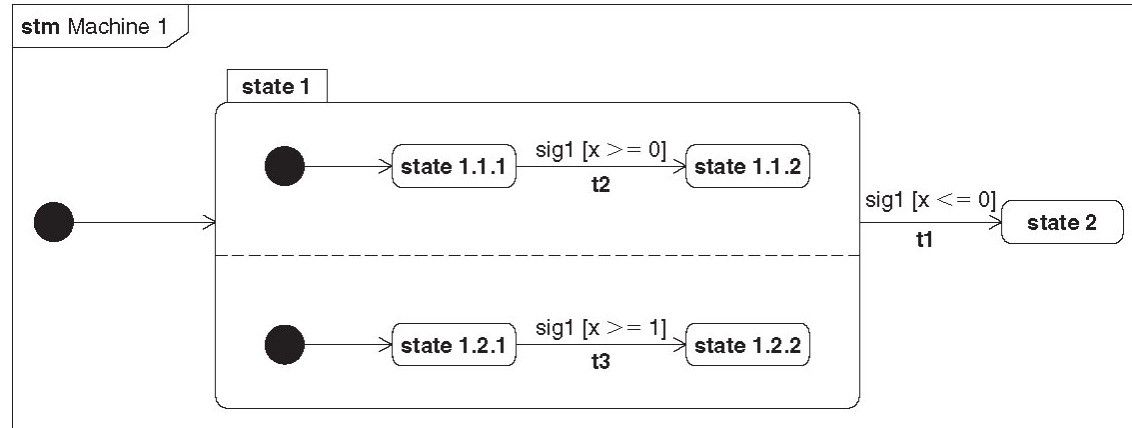 stm Machine 1
state 1
state 1.1.1
sig1 [x >= 0]
t2
state 1.1.2
sig1 [x <= 0]
t1
state 2
state 1.2.1
sig1 [x >= 1]
t3
state 1.2.2